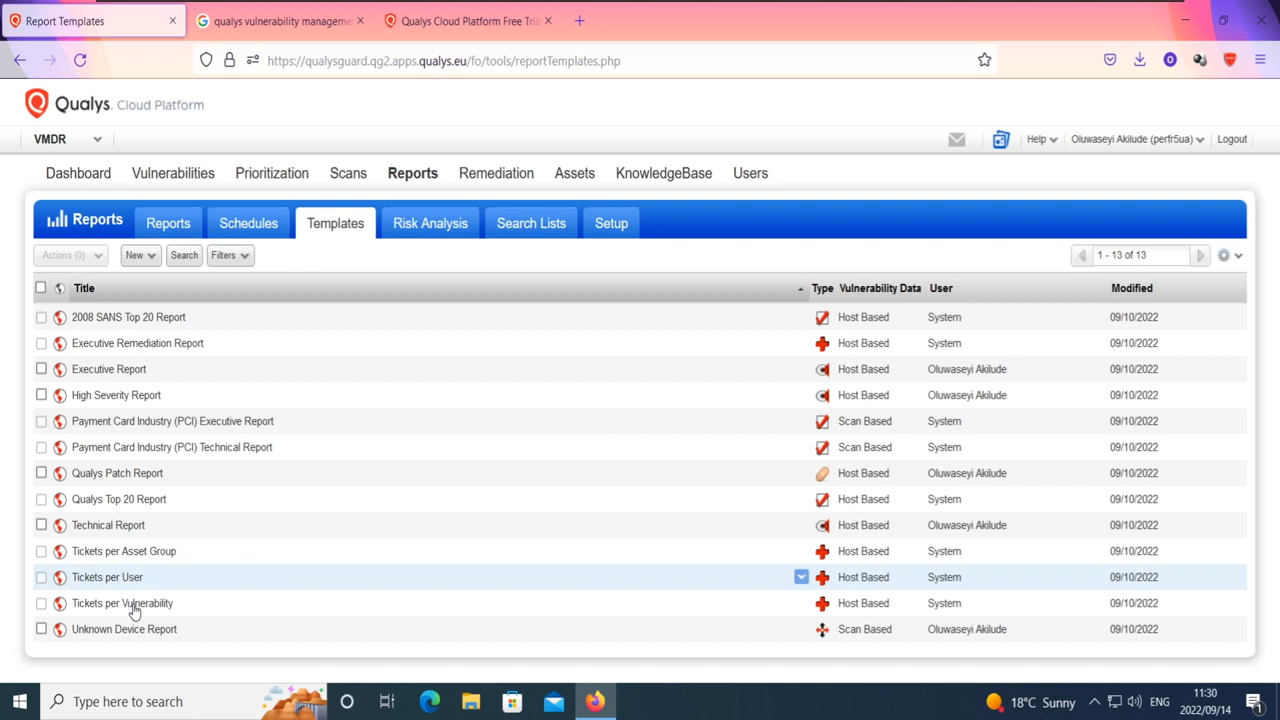 Report Templates
qualys vulnerability manageme
Qualys Cloud Platform Free Tria
https://qualysguard.qg2.apps.qualys.eu/fo/tools/reportTemplates.php
Qualys. Cloud Platform
VMDR
Help
Oluwaseyi Akilude (perfr5ua)
Logout
Dashboard Vulnerabilities Prioritization Scans Reports Remediation Assets KnowledgeBase Users
Reports Reports Schedules Templates Risk Analysis Search Lists Setup
Actions (0) New Search Filters 1 - 13 of 13
Title Type Vulnerability Data User Modified
2008 SANS Top 20 Report Host Based System 09/10/2022
Executive Remediation Report Host Based System 09/10/2022
Executive Report Host Based Oluwaseyi Akilude 09/10/2022
High Severity Report Host Based Oluwaseyi Akilude 09/10/2022
Payment Card Industry (PCI) Executive Report Scan Based System 09/10/2022
Payment Card Industry (PCI) Technical Report Scan Based System 09/10/2022
Qualys Patch Report Host Based Oluwaseyi Akilude 09/10/2022
Qualys Top 20 Report Host Based System 09/10/2022
Technical Report Host Based Oluwaseyi Akilude 09/10/2022
Tickets per Asset Group Host Based System 09/10/2022
Tickets per User Host Based System 09/10/2022
Tickets per Vulnerability Host Based System 09/10/2022
Unknown Device Report Scan Based Oluwaseyi Akilude 09/10/2022
Type here to search
18°C Sunny
ENG
11:30
2022/09/14
1